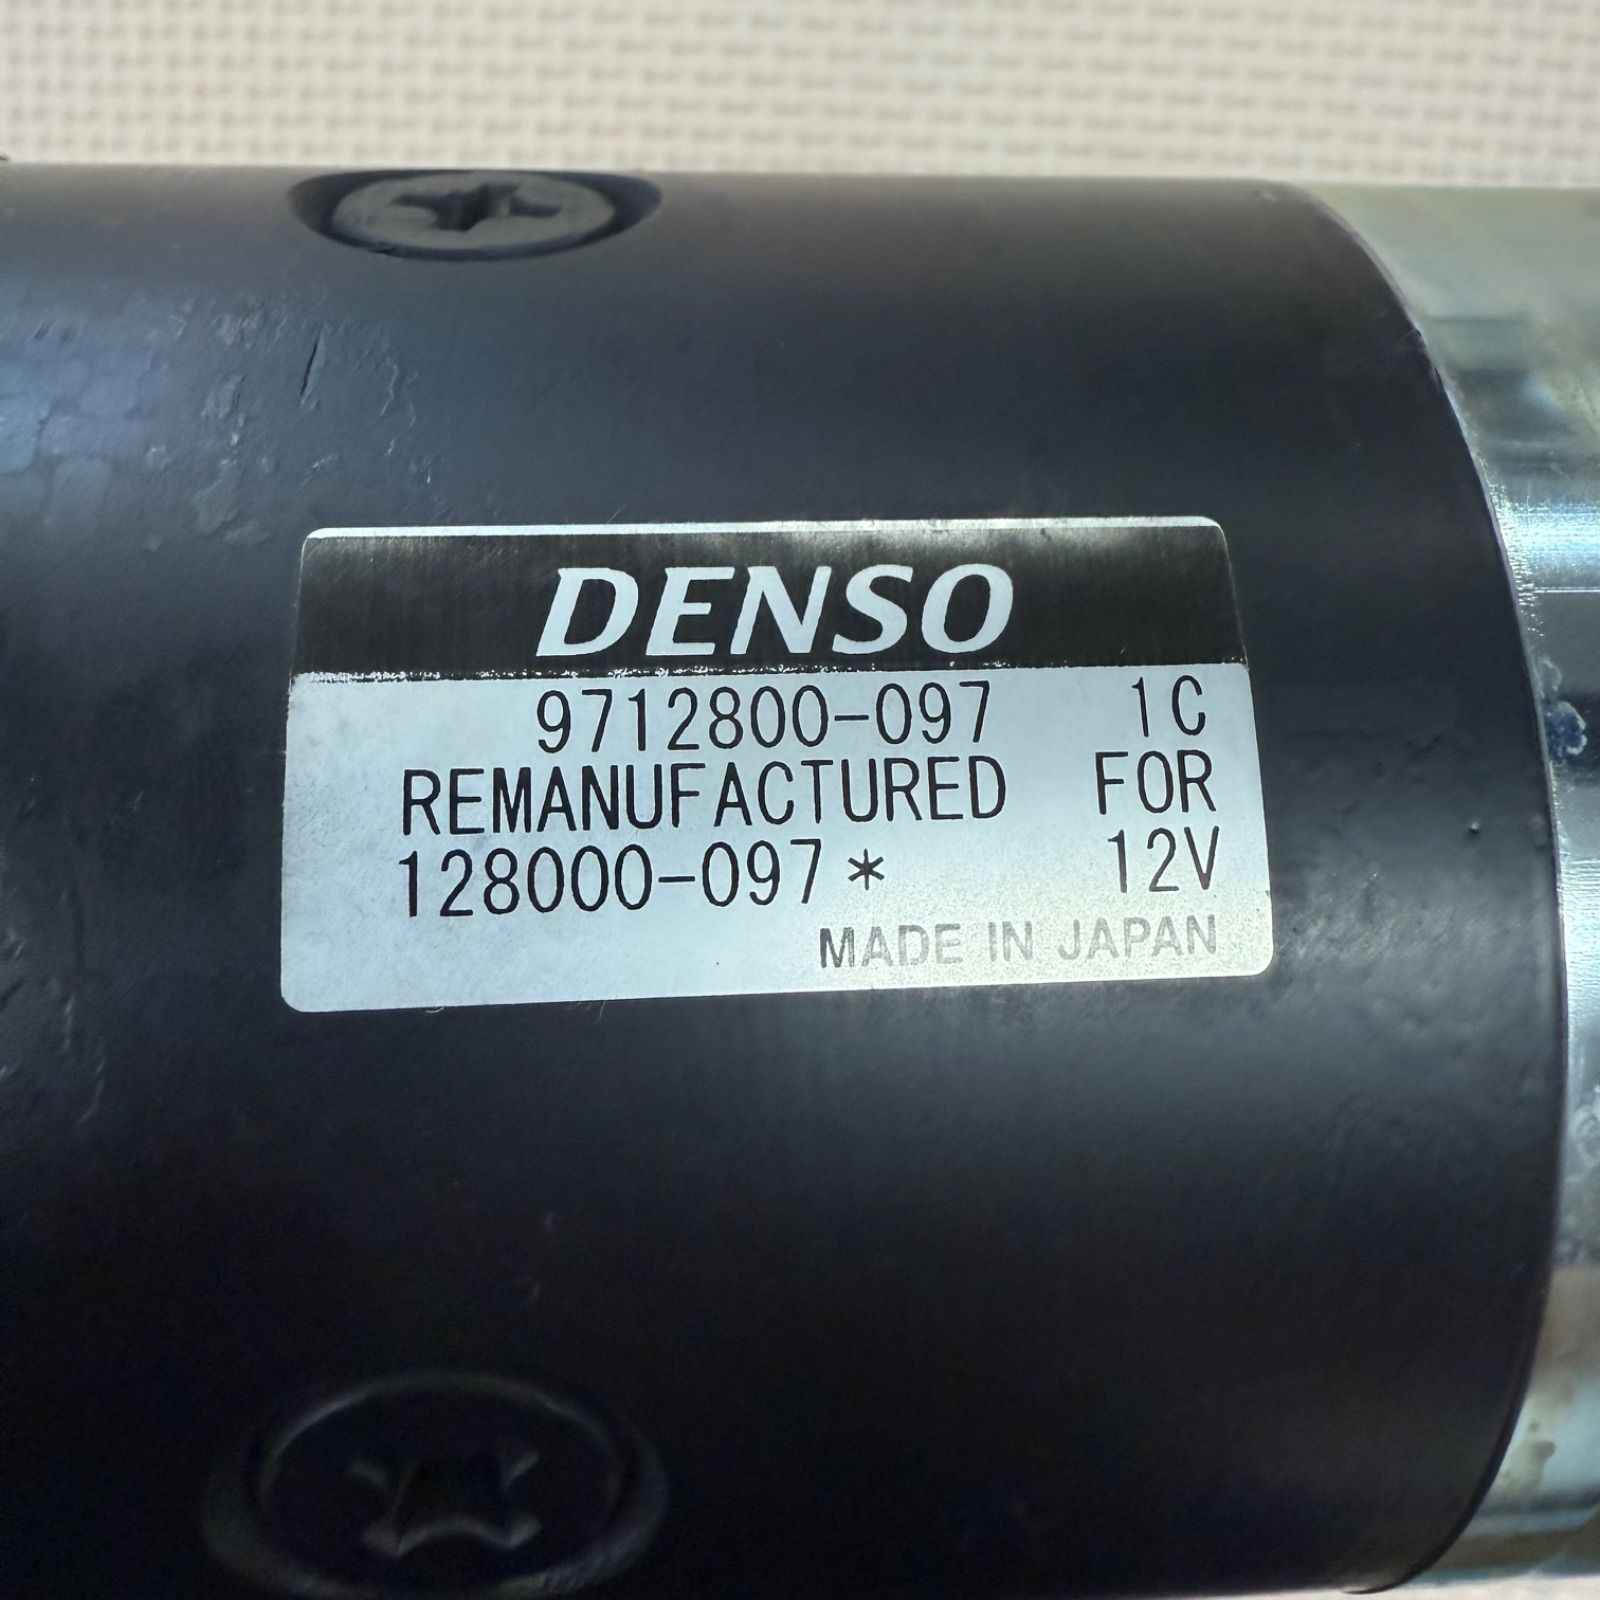 DENSO
9712800-097 1C
REMANUFACTURED FOR
128000-097* 12V
MADE IN JAPAN